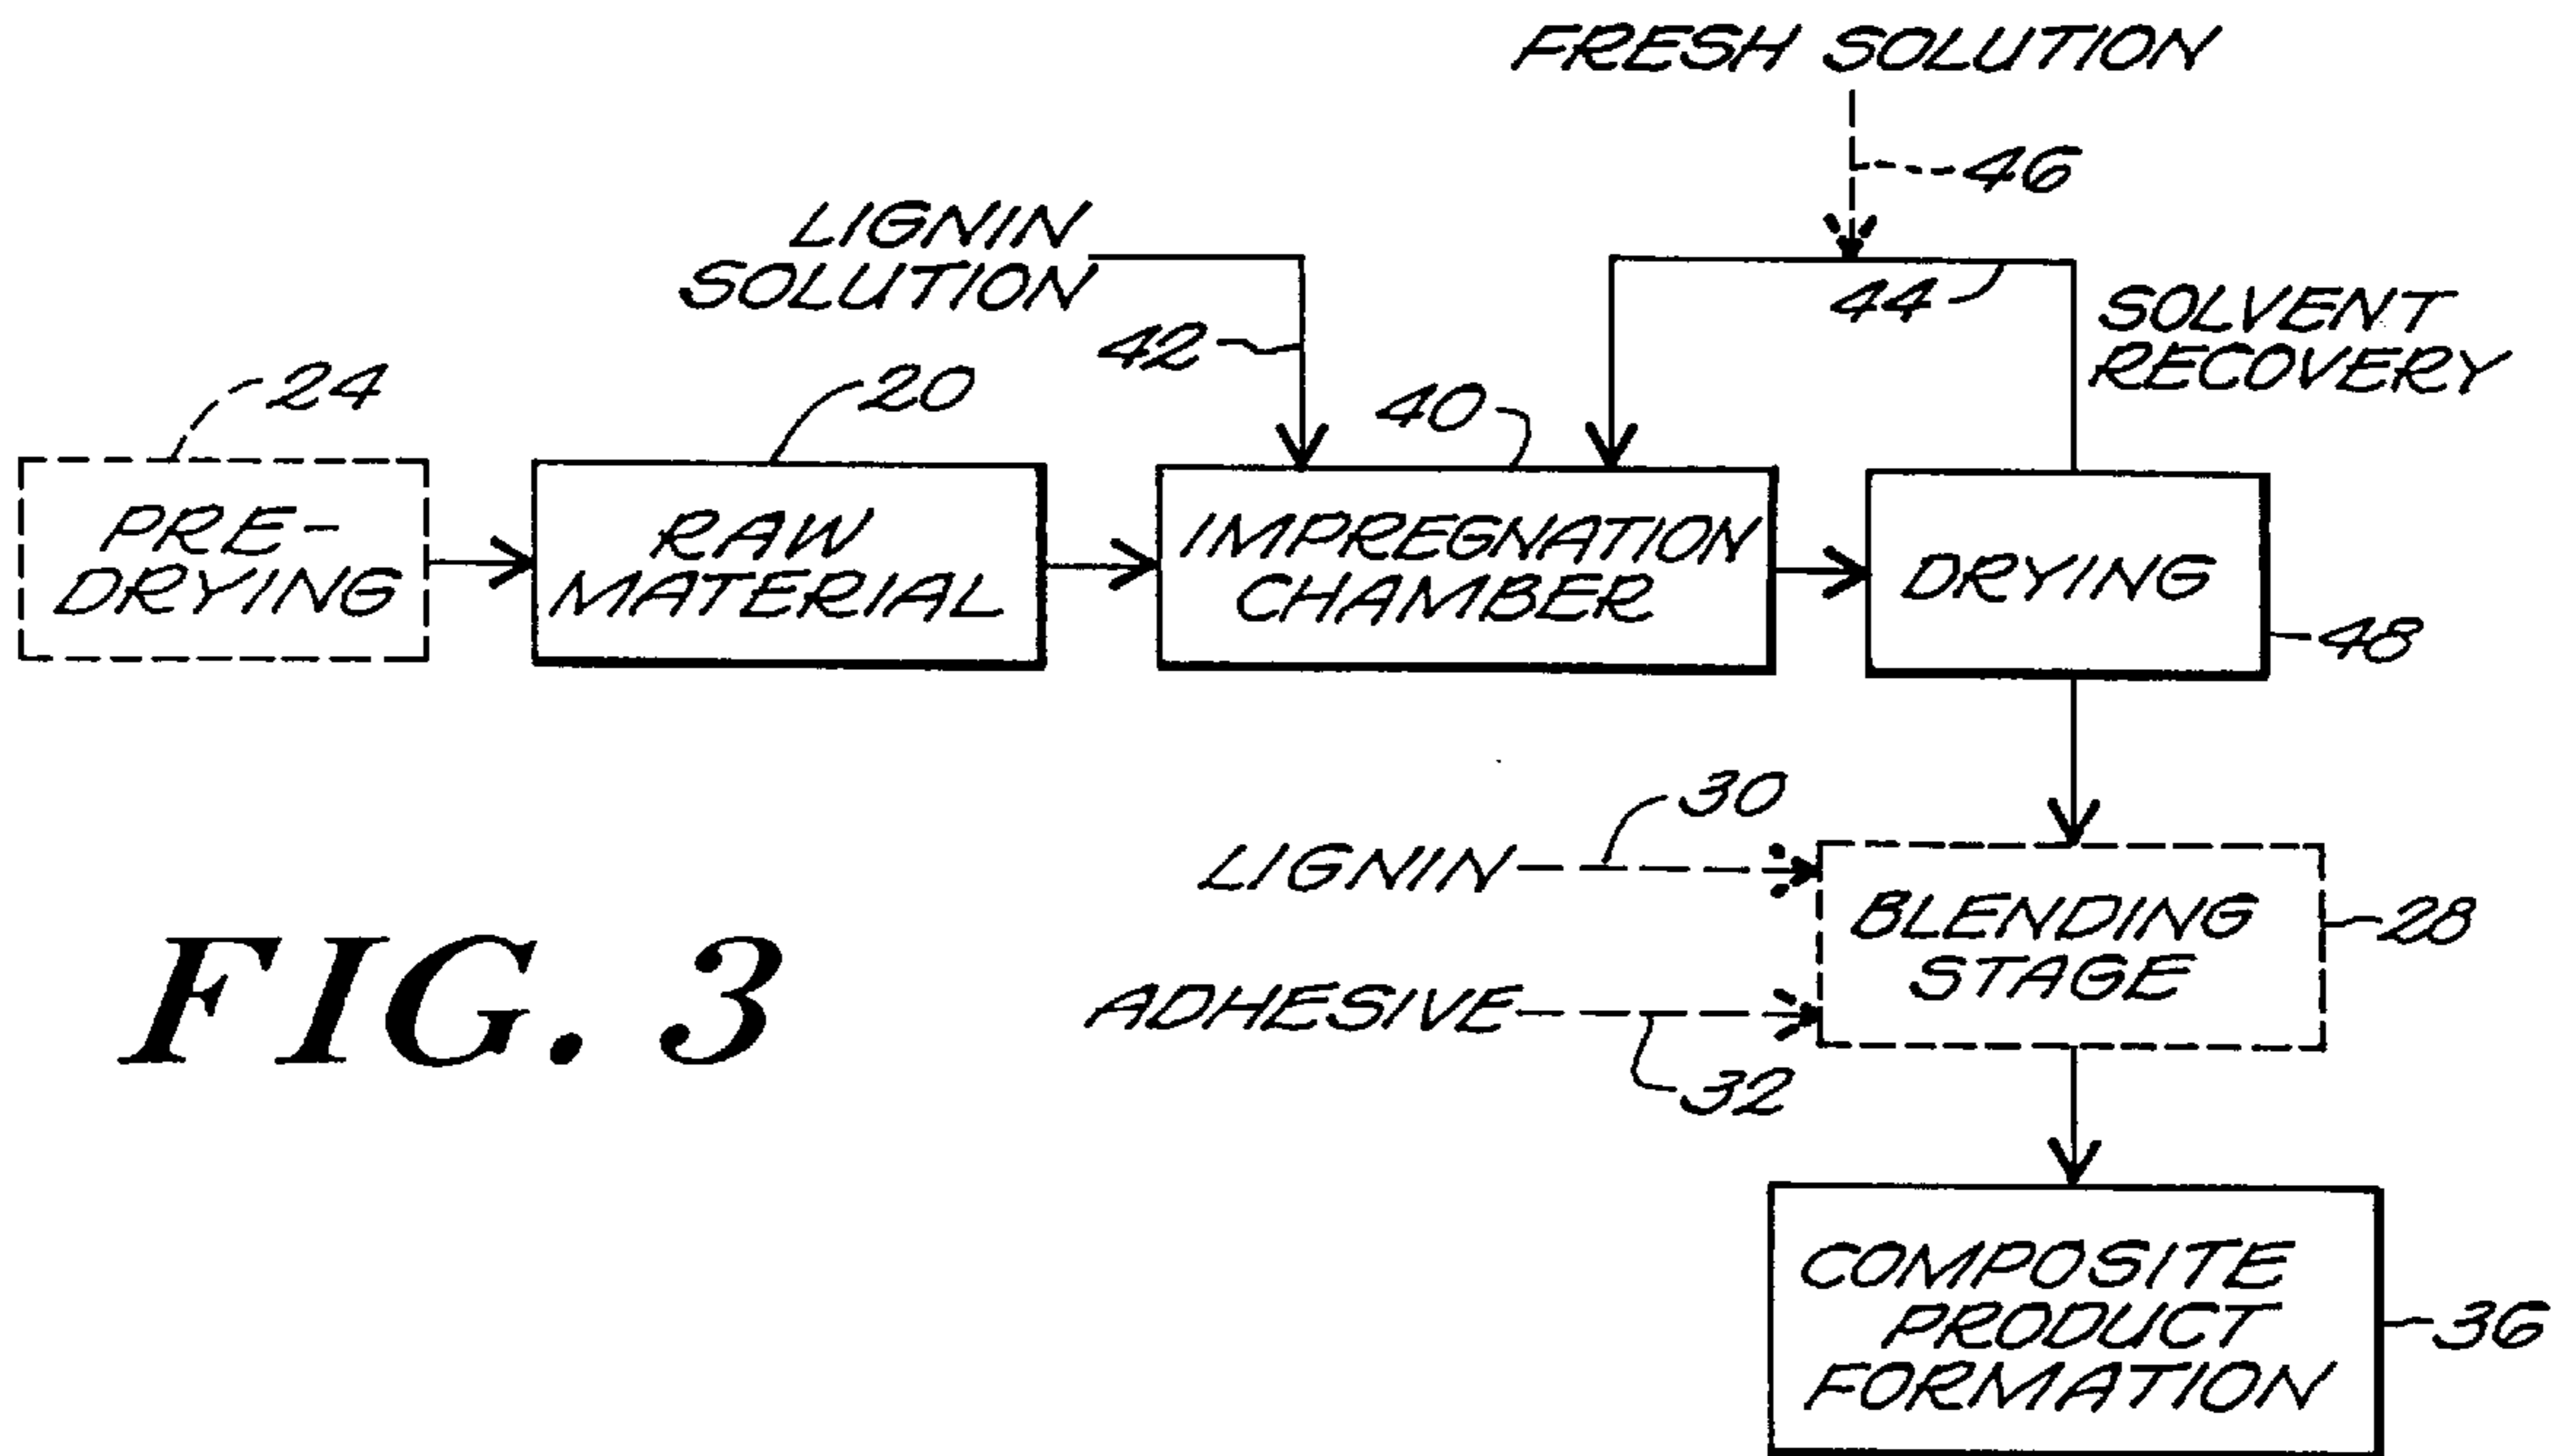 FRESH SOLUTION
46
LIGNIN
SOLUTION
42
44
SOLVENT
RECOVERY
24
20
40
PRE-
DRYING
RAW
MATERIAL
IMPREGNATION
CHAMBER
DRYING
48
30
LIGNIN
BLENDING
STAGE
28
ADHESIVE
32
FIG. 3
COMPOSITE
PRODUCT
FORMATION
36